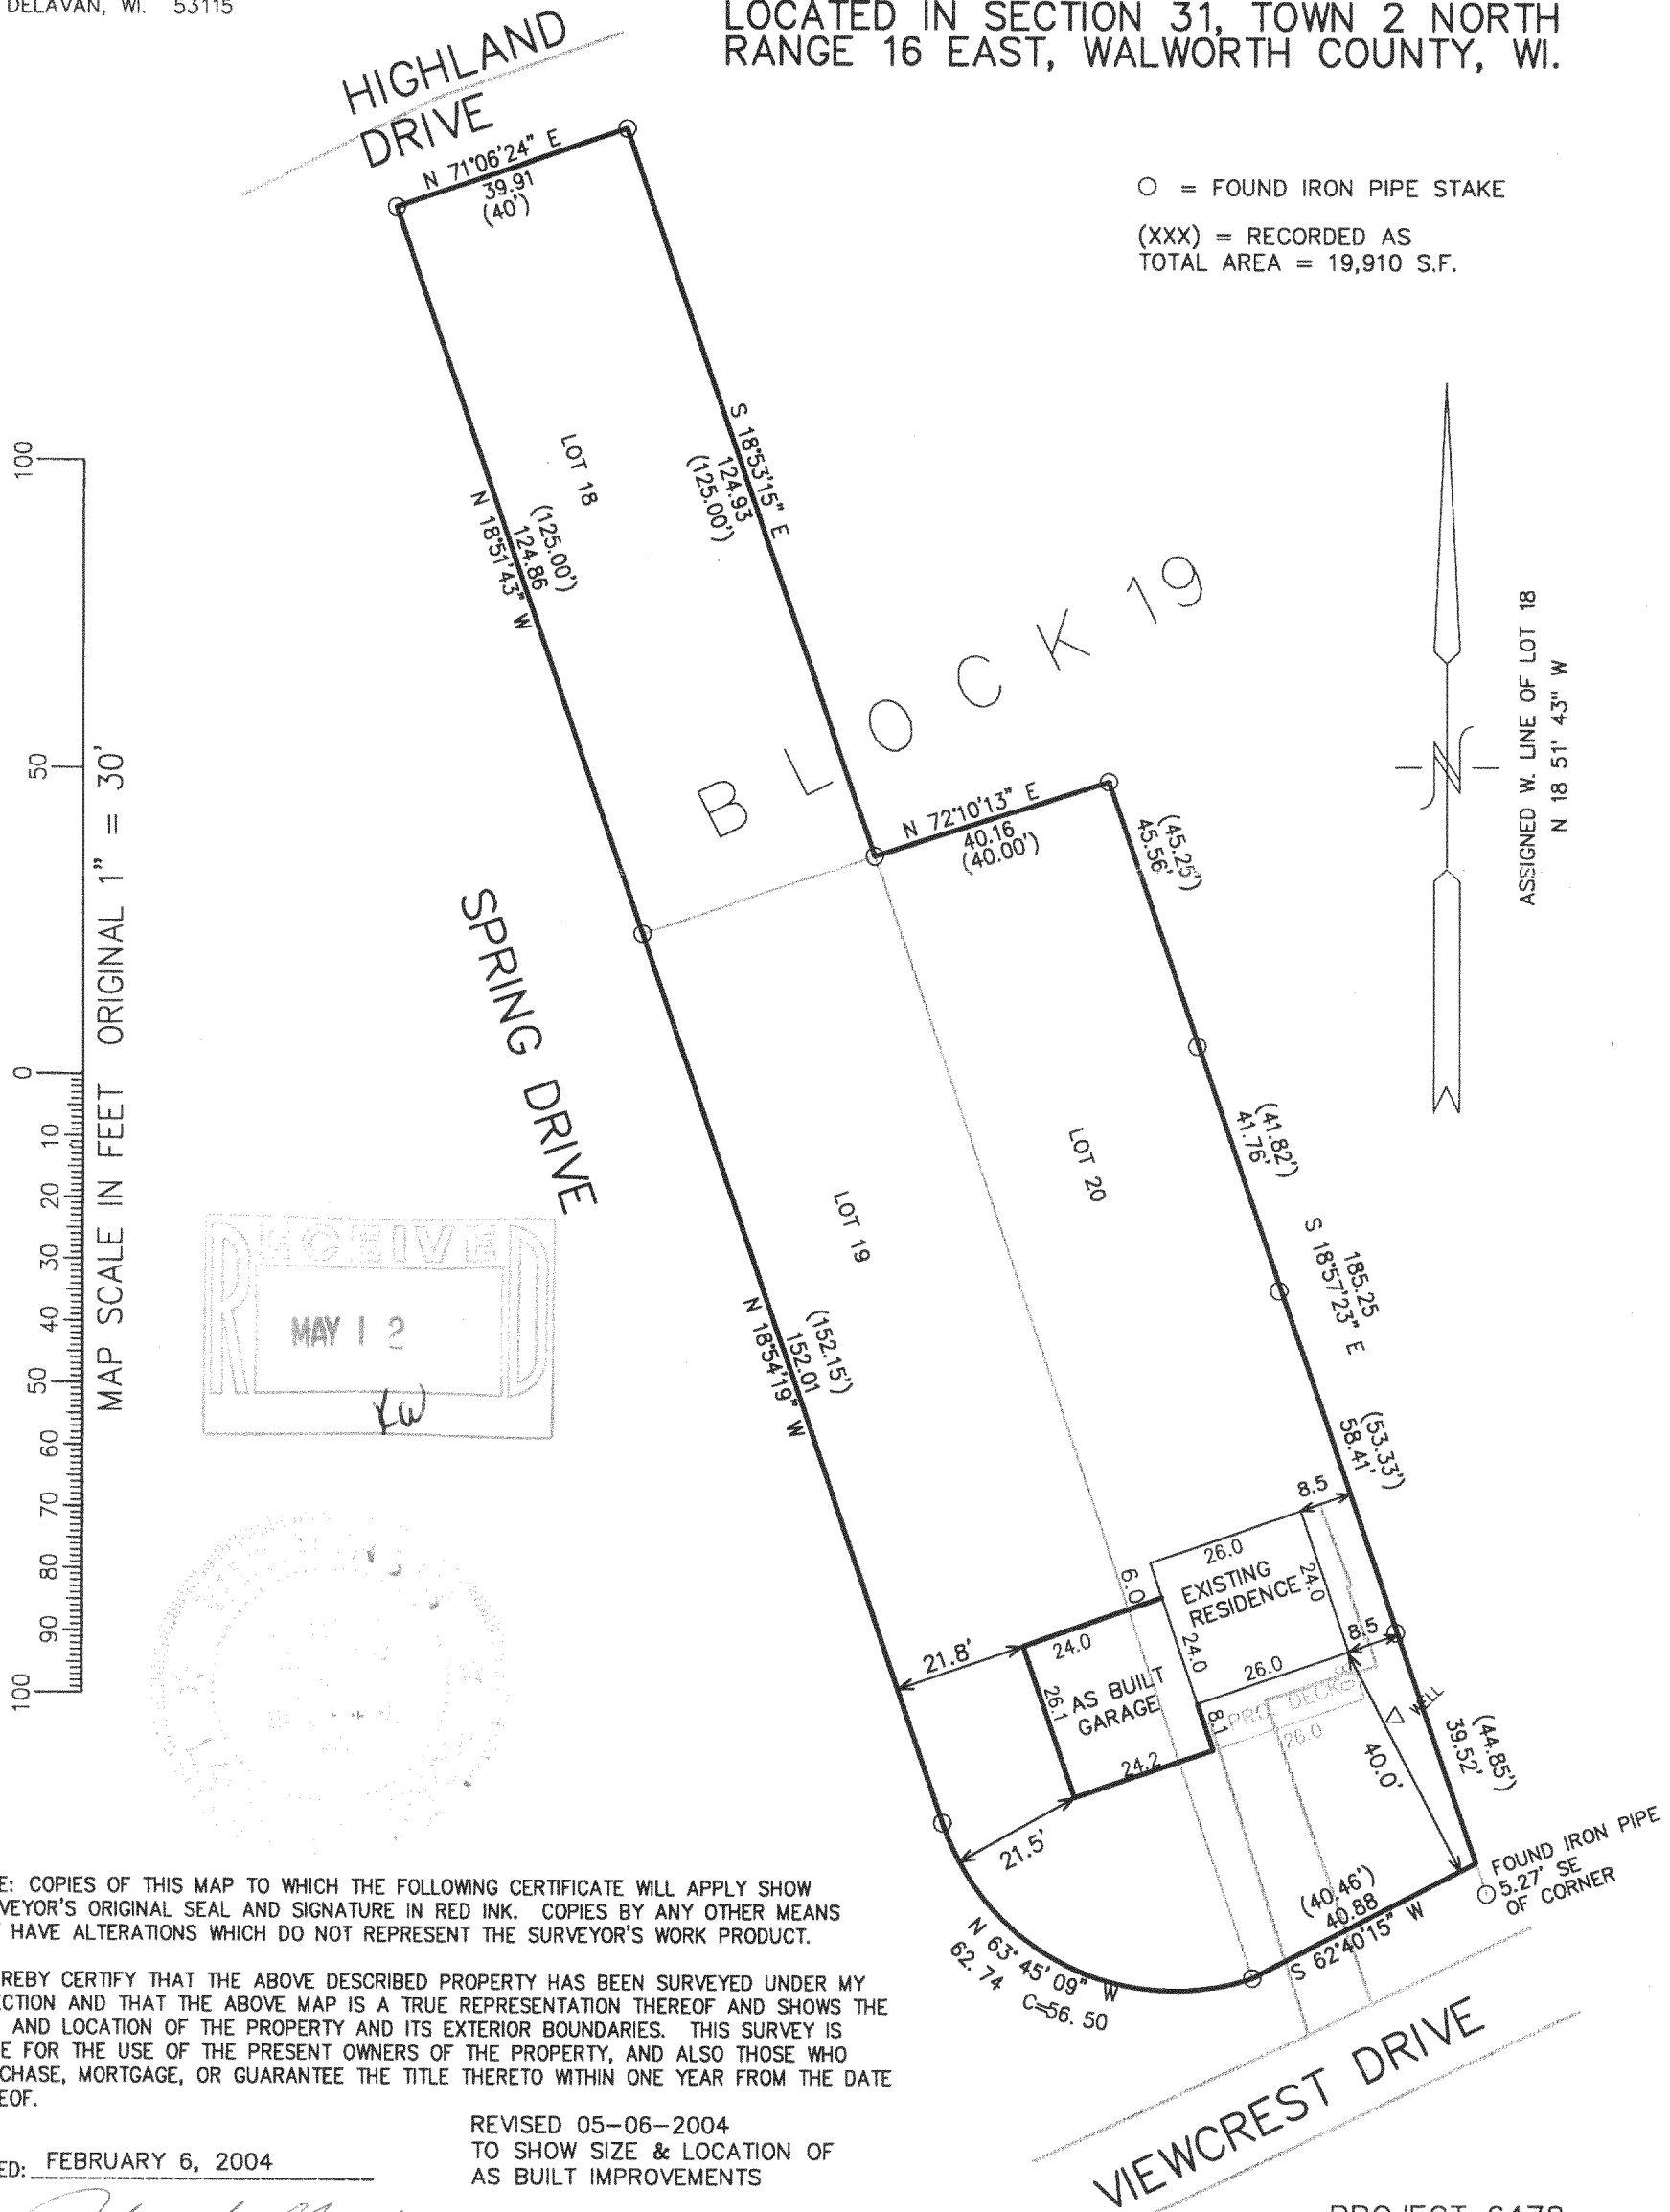 DELAVAN, WI. 53115
LOCATED IN SECTION 31, TOWN 2 NORTH
RANGE 16 EAST, WALWORTH COUNTY, WI.
HIGHLAND
DRIVE
N 71°06'24" E
39.91
(40')
O = FOUND IRON PIPE STAKE
(XXX) = RECORDED AS
TOTAL AREA = 19,910 S.F.
LOT 18
S 18°53'15" E
124.93
(125.00')
(125.00')
124.86
N 18°51'43" W
BLOCK 19
N 72°10'13" E
40.16
(40.00')
(45.25')
45.56'
N
ASSIGNED W. LINE OF LOT 18
N 18 51' 43" W
100
50
0
10
20
30
40
50
60
70
80
90
100
MAP SCALE IN FEET ORIGINAL 1" = 30'
SPRING DRIVE
(41.82')
41.76'
LOT 20
LOT 19
185.25
S 18°57'23" E
RECEIVED
MAY 12
KW
(152.15')
152.01
N 18°54'19" W
(53.33')
58.41'
8.5
26.0
EXISTING
RESIDENCE
24.0
6.0
24.0
8.5
26.0
21.8'
24.0
26.1
AS BUILT
GARAGE
8.1
24.2
PRO. DECK
26.0
WELL
40.0'
(44.85')
39.52'
21.5'
FOUND IRON PIPE
5.27' SE
OF CORNER
(40.46')
40.88
S 62°40'15" W
N 63° 45' 09" W
62.74
C=56.50
VIEWCREST DRIVE
E: COPIES OF THIS MAP TO WHICH THE FOLLOWING CERTIFICATE WILL APPLY SHOW
VEYOR'S ORIGINAL SEAL AND SIGNATURE IN RED INK. COPIES BY ANY OTHER MEANS
HAVE ALTERATIONS WHICH DO NOT REPRESENT THE SURVEYOR'S WORK PRODUCT.
REBY CERTIFY THAT THE ABOVE DESCRIBED PROPERTY HAS BEEN SURVEYED UNDER MY
ECTION AND THAT THE ABOVE MAP IS A TRUE REPRESENTATION THEREOF AND SHOWS THE
AND LOCATION OF THE PROPERTY AND ITS EXTERIOR BOUNDARIES. THIS SURVEY IS
E FOR THE USE OF THE PRESENT OWNERS OF THE PROPERTY, AND ALSO THOSE WHO
CHASE, MORTGAGE, OR GUARANTEE THE TITLE THERETO WITHIN ONE YEAR FROM THE DATE
EOF.
REVISED 05-06-2004
TO SHOW SIZE & LOCATION OF
AS BUILT IMPROVEMENTS
ED: FEBRUARY 6, 2004